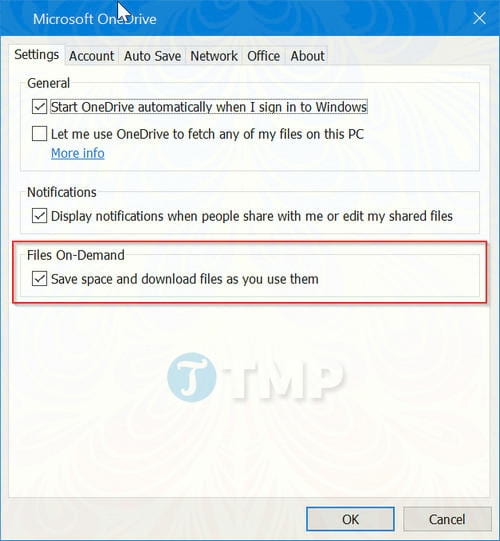 Microsoft OneDrive
Settings Account Auto Save Network Office About
General
Start OneDrive automatically when I sign in to Windows
Let me use OneDrive to fetch any of my files on this PC
More info
Notifications
Display notifications when people share with me or edit my shared files
Files On-Demand
Save space and download files as you use them
T TMP
OK Cancel